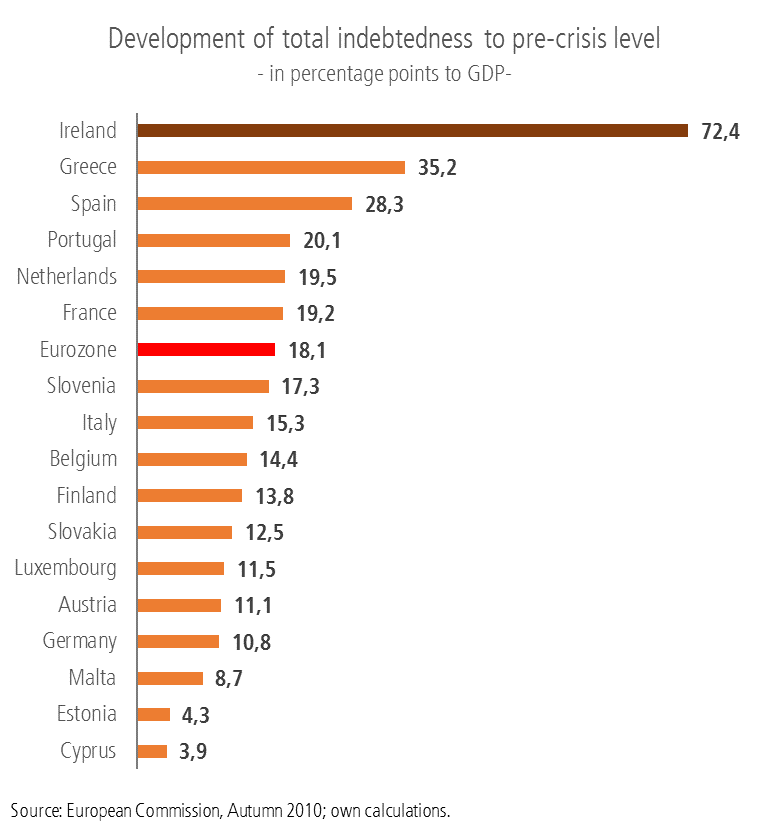 Development of total indebtedness to pre-crisis level
- in percentage points to GDP-
Ireland 72,4
Greece 35,2
Spain 28,3
Portugal 20,1
Netherlands 19,5
France 19,2
Eurozone 18,1
Slovenia 17,3
Italy 15,3
Belgium 14,4
Finland 13,8
Slovakia 12,5
Luxembourg 11,5
Austria 11,1
Germany 10,8
Malta 8,7
Estonia 4,3
Cyprus 3,9
Source: European Commission, Autumn 2010; own calculations.